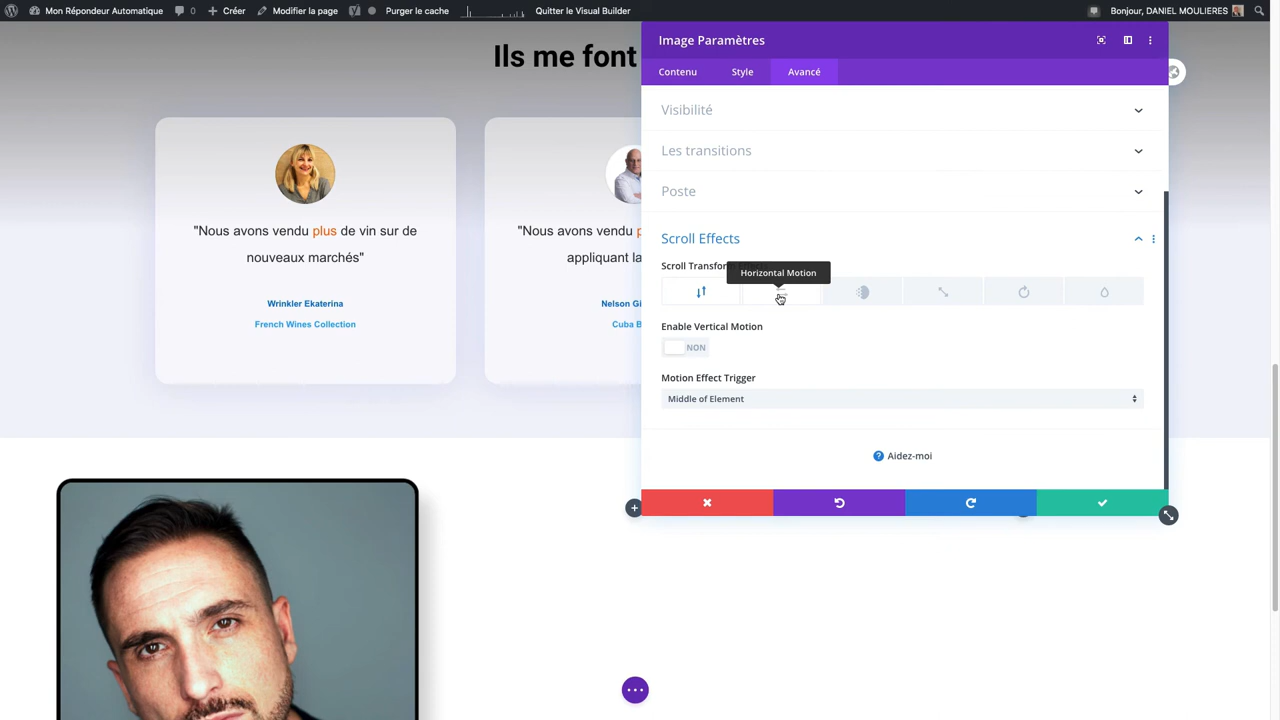 Mon Répondeur Automatique 0 Créer Modifier la page Purger le cache Quitter le Visual Builder Bonjour, DANIEL MOULIERES
Ils me font
Image Paramètres
Contenu Style Avancé
Visibilité
Les transitions
Poste
Scroll Effects
Scroll Transform
Horizontal Motion
Enable Vertical Motion
NON
Motion Effect Trigger
Middle of Element
Aidez-moi
"Nous avons vendu plus de vin sur de
nouveaux marchés"
Wrinkler Ekaterina
French Wines Collection
"Nous avons vendu
appliquant la
Nelson
Cuba